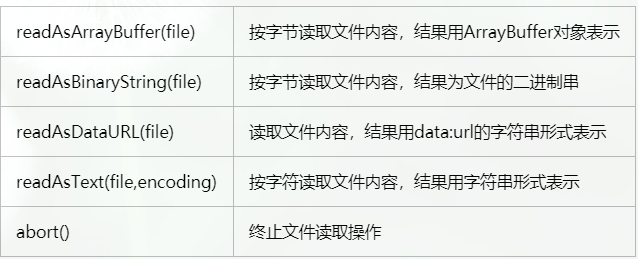 readAsArrayBuffer(file) 按字节读取文件内容，结果用ArrayBuffer对象表示
readAsBinaryString(file) 按字节读取文件内容，结果为文件的二进制串
readAsDataURL(file) 读取文件内容，结果用data:url的字符串形式表示
readAsText(file,encoding) 按字符读取文件内容，结果用字符串形式表示
abort() 终止文件读取操作